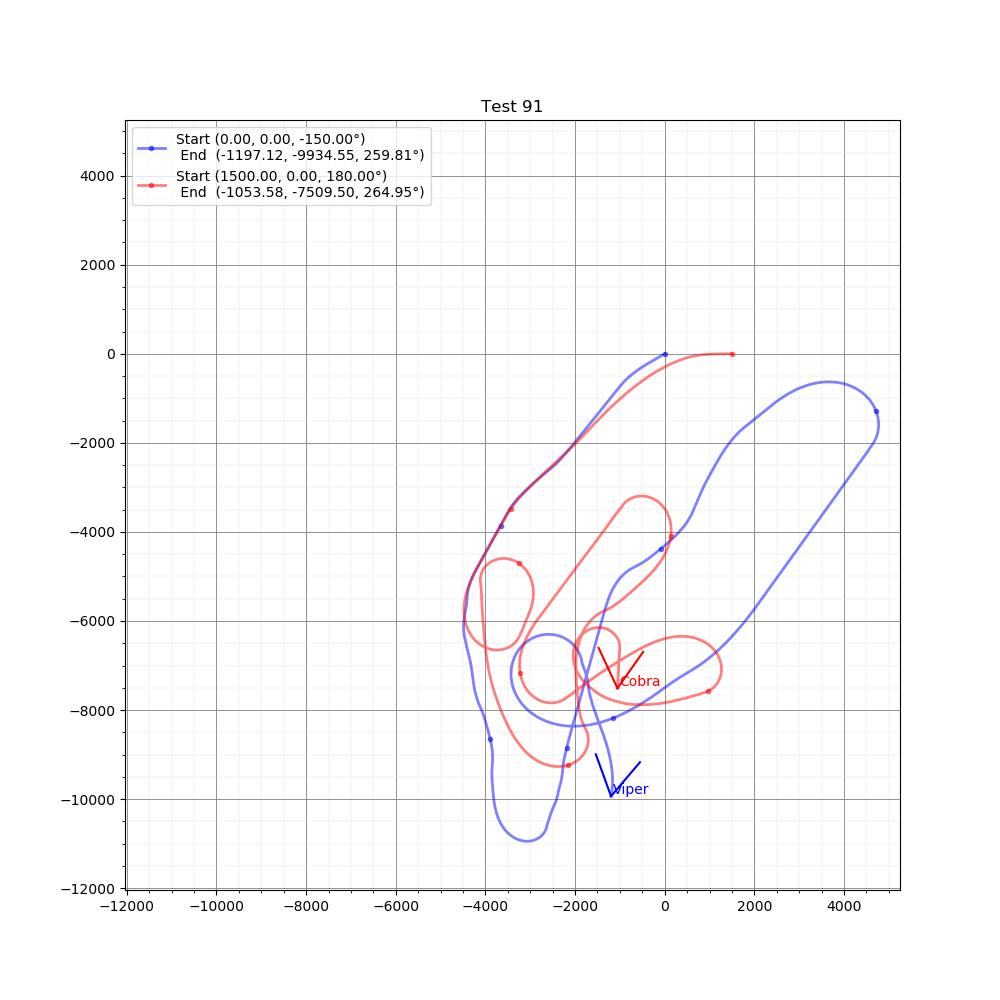 Test 91
Start (0.00, 0.00, -150.00°)
End (-1197.12, -9934.55, 259.81°)
Start (1500.00, 0.00, 180.00°)
End (-1053.58, -7509.50, 264.95°)
4000
2000
0
−2000
−4000
−6000
Cobra
−8000
Viper
−10000
−12000
−12000 −10000 −8000 −6000 −4000 −2000 0 2000 4000